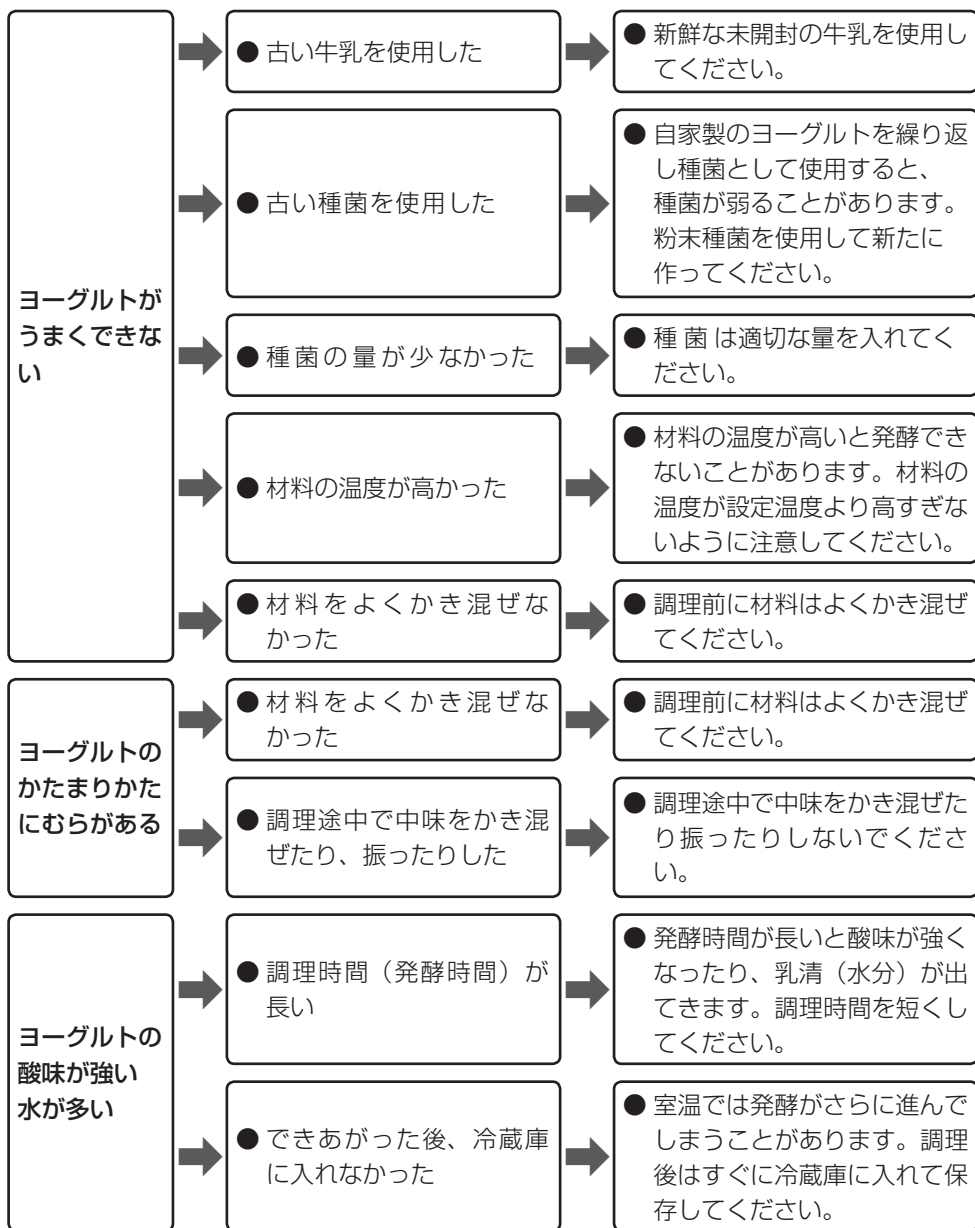 ヨーグルトが
うまくできな
い
● 古い牛乳を使用した
● 新鮮な未開封の牛乳を使用し
てください。
● 古い種菌を使用した
● 自家製のヨーグルトを繰り返
し種菌として使用すると、
種菌が弱ることがあります。
粉末種菌を使用して新たに
作ってください。
● 種菌の量が少なかった
● 種菌は適切な量を入れてく
ださい。
● 材料の温度が高かった
● 材料の温度が高いと発酵でき
ないことがあります。材料の
温度が設定温度より高すぎな
いように注意してください。
● 材料をよくかき混ぜな
かった
● 調理前に材料はよくかき混ぜ
てください。
ヨーグルトの
かたまりかた
にむらがある
● 材料をよくかき混ぜな
かった
● 調理前に材料はよくかき混ぜ
てください。
● 調理途中で中味をかき混
ぜたり、振ったりした
● 調理途中で中味をかき混ぜた
り振ったりしないでくださ
い。
ヨーグルトの
酸味が強い
水が多い
● 調理時間（発酵時間）が
長い
● 発酵時間が長いと酸味が強く
なったり、乳清（水分）が出
てきます。調理時間を短くし
てください。
● できあがった後、冷蔵庫
に入れなかった
● 室温では発酵がさらに進んで
しまうことがあります。調理
後はすぐに冷蔵庫に入れて保
存してください。